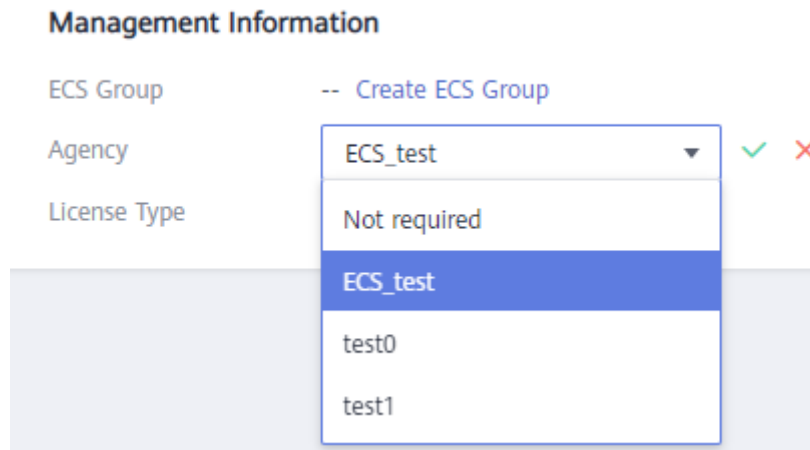 Management Information
ECS Group -- Create ECS Group
Agency ECS_test
License Type
Not required
ECS_test
test0
test1